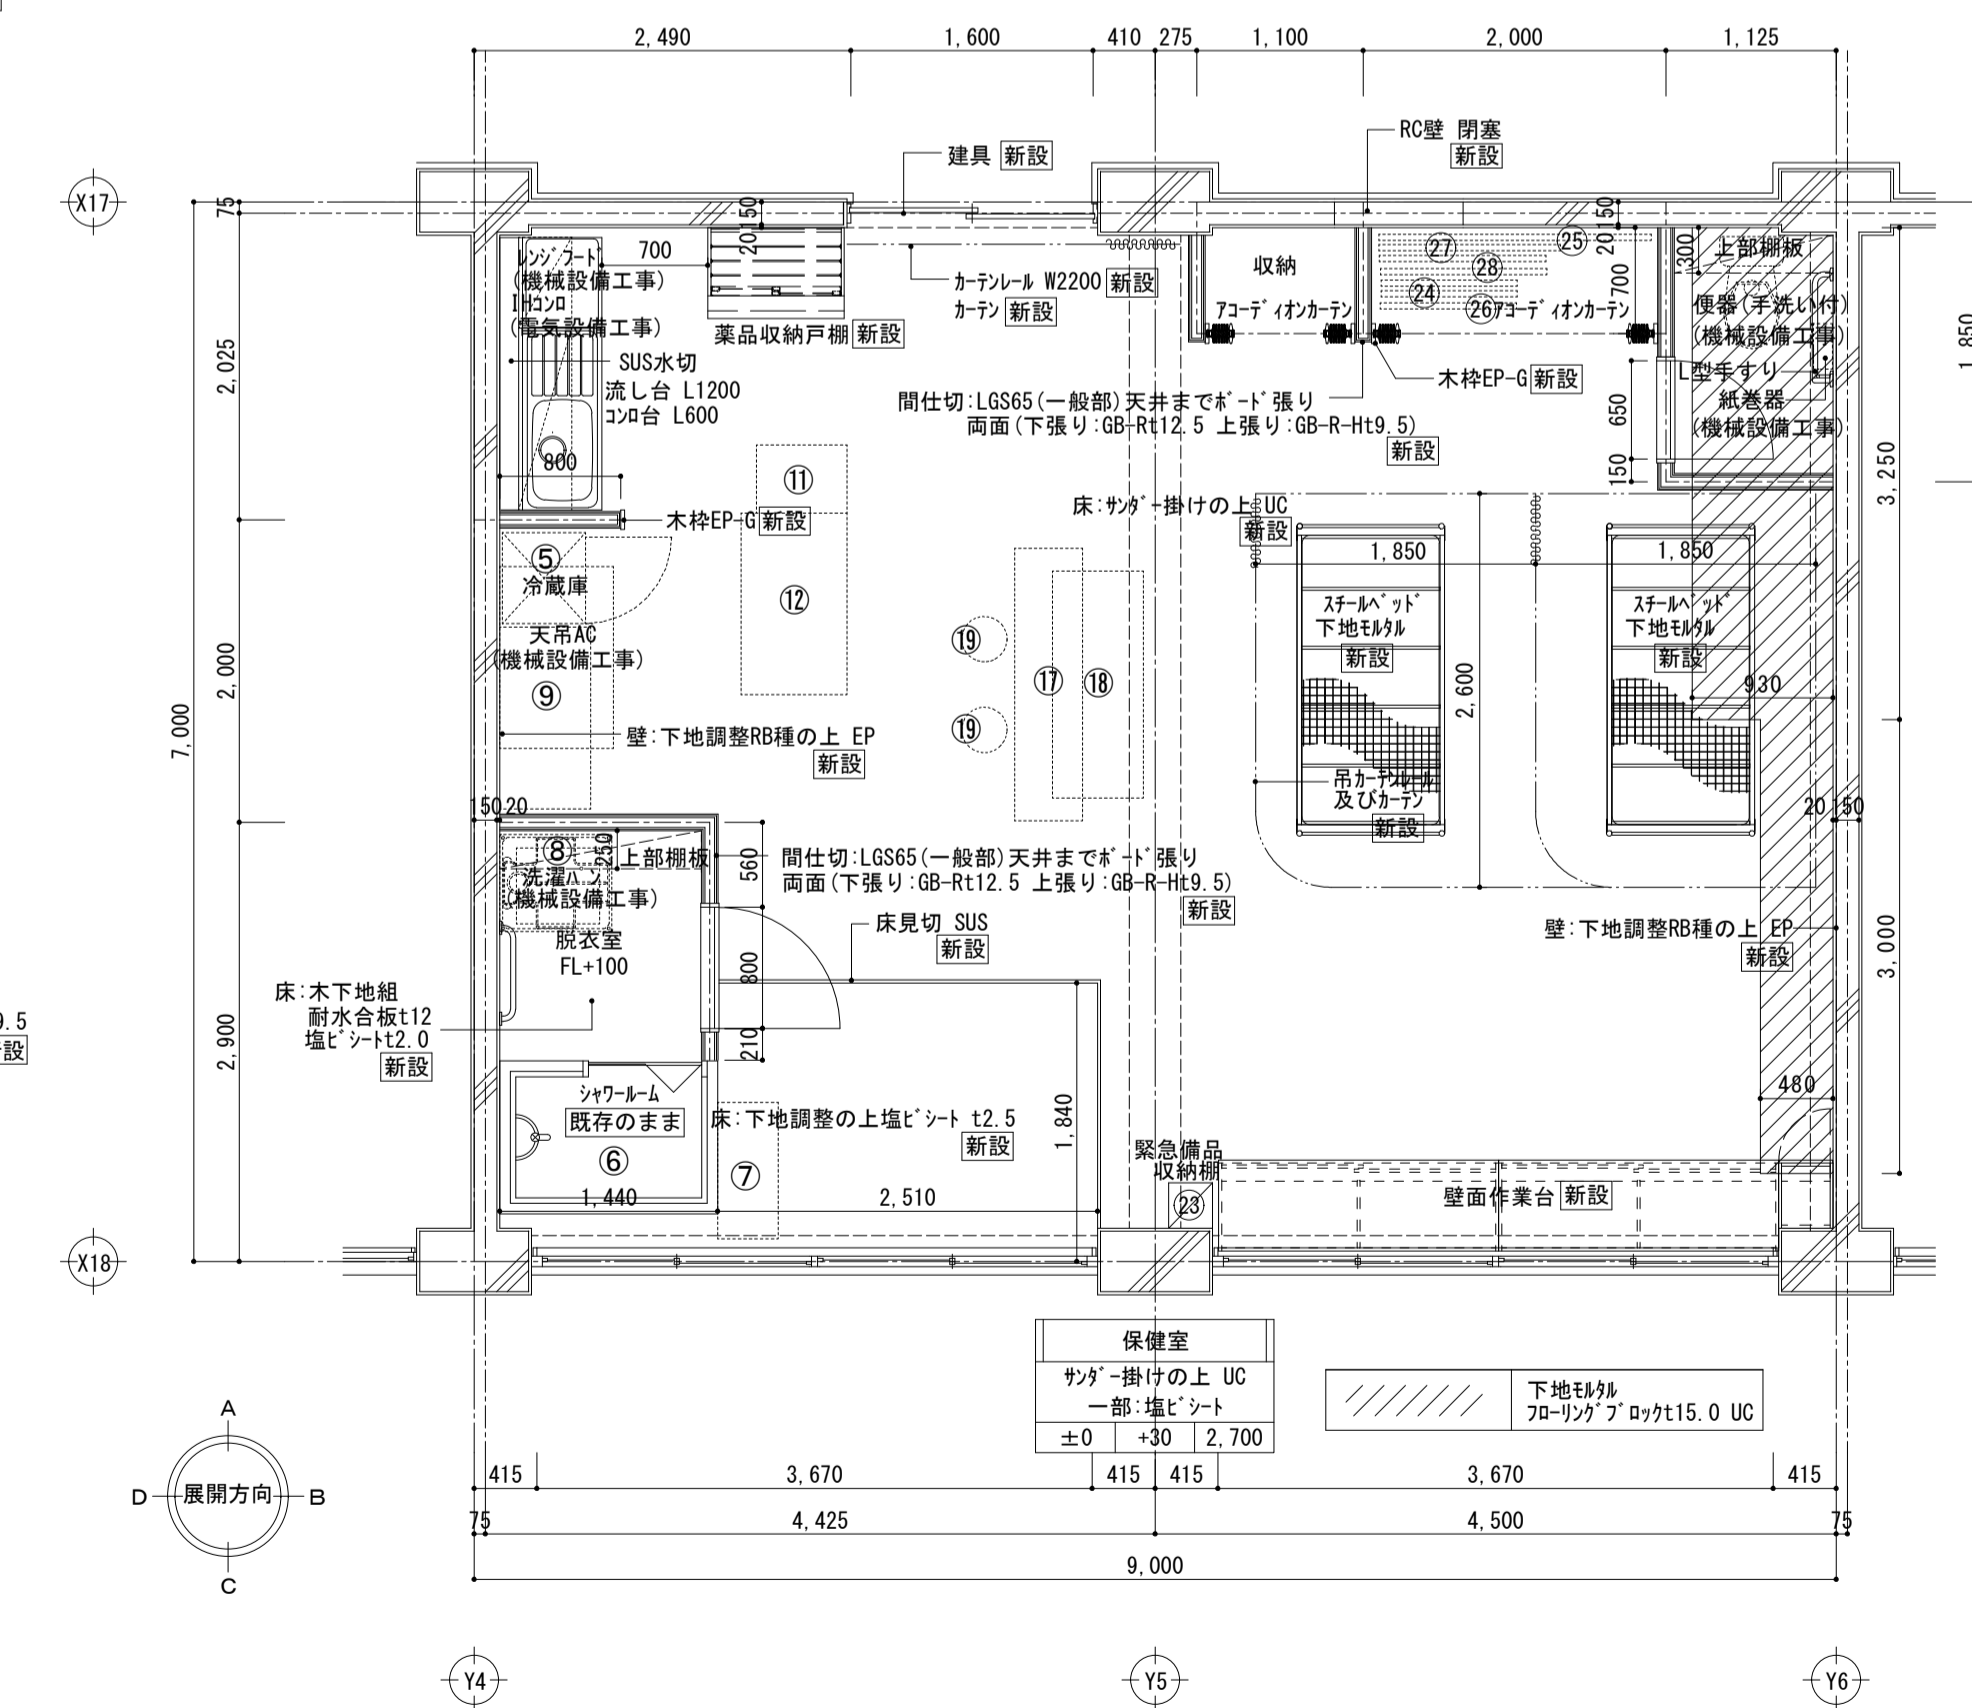 2,490
1,600
410
275
1,100
2,000
1,125
RC壁 閉塞
新設
建具 新設
X17
75
150
20
150
20
レンジフード
(機械設備工事)
IHコンロ
(電気設備工事)
700
SUS水切
流し台 L1200
コンロ台 L600
薬品収納戸棚 新設
カーテンレール W2200 新設
カーテン 新設
収納
アコーディオンカーテン
27
28
25
24
26
アコーディオンカーテン
700
300
上部棚板
便器(手洗い付)
(機械設備工事)
L型手すり
紙巻器
(機械設備工事)
木枠EP-G 新設
650
150
1,850
3,250
間仕切:LGS65(一般部)天井までボード張り
両面(下張り:GB-Rt12.5 上張り:GB-R-Ht9.5)
新設
2,025
800
木枠EP-G 新設
⑪
⑫
床:サンダー掛けの上 UC
新設
⑤
冷蔵庫
天吊AC
(機械設備工事)
⑨
⑲
⑲
⑰
⑱
1,850
1,850
スチールベッド
下地モルタル
新設
スチールベッド
下地モルタル
新設
2,600
930
2,000
7,000
壁:下地調整RB種の上 EP
新設
吊カーテンレール
及びカーテン
新設
150
20
20
150
⑧
250
上部棚板
洗濯パン
(機械設備工事)
560
間仕切:LGS65(一般部)天井までボード張り
両面(下張り:GB-Rt12.5 上張り:GB-R-Ht9.5)
新設
床見切 SUS
新設
壁:下地調整RB種の上 EP
新設
3,000
脱衣室
FL+100
800
210
床:木下地組
耐水合板t12
塩ビシートt2.0
新設
9.5
設
2,900
シャワールーム
既存のまま
⑥
1,440
⑦
床:下地調整の上塩ビシート t2.5
新設
1,840
2,510
480
緊急備品
収納棚
23
壁面作業台 新設
X18
保健室
サンダー掛けの上 UC
一部:塩ビシート
±0
+30
2,700
下地モルタル
フローリングブロックt15.0 UC
A
D
展開方向
B
C
415
3,670
415
415
3,670
415
75
4,425
4,500
75
9,000
Y4
Y5
Y6